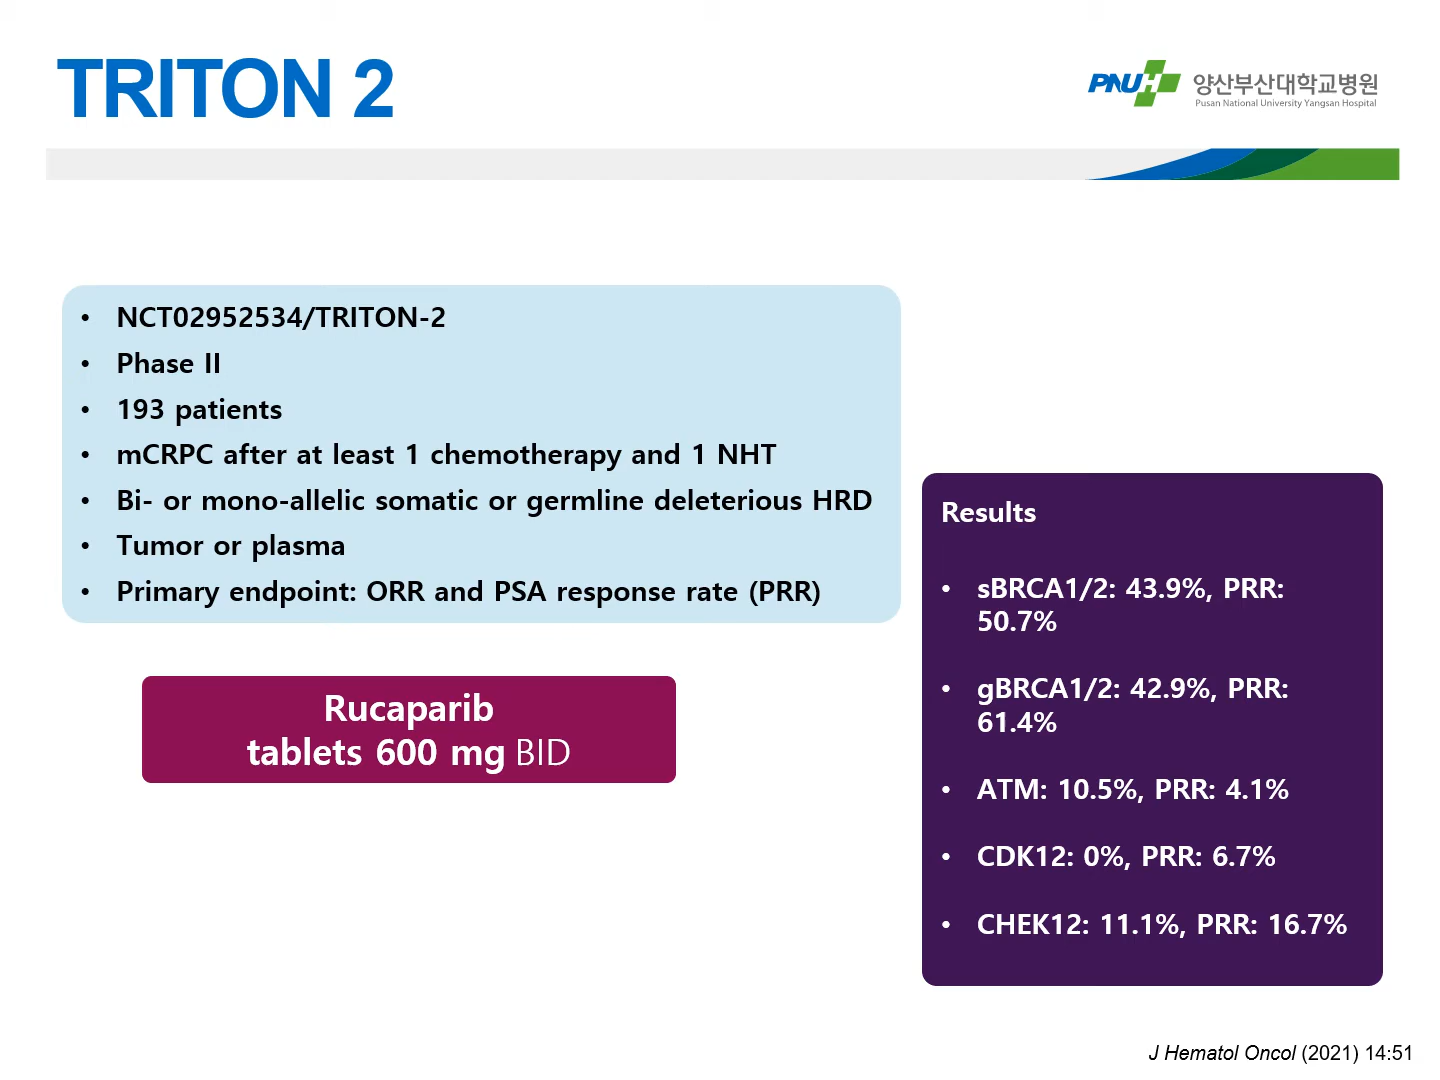 TRITON 2
PNUH 양산부산대학교병원
Pusan National University Yangsan Hospital
• NCT02952534/TRITON-2
• Phase II
• 193 patients
• mCRPC after at least 1 chemotherapy and 1 NHT
• Bi- or mono-allelic somatic or germline deleterious HRD
• Tumor or plasma
• Primary endpoint: ORR and PSA response rate (PRR)
Rucaparib
tablets 600 mg BID
Results
• sBRCA1/2: 43.9%, PRR:
50.7%
• gBRCA1/2: 42.9%, PRR:
61.4%
• ATM: 10.5%, PRR: 4.1%
• CDK12: 0%, PRR: 6.7%
• CHEK12: 11.1%, PRR: 16.7%
J Hematol Oncol (2021) 14:51